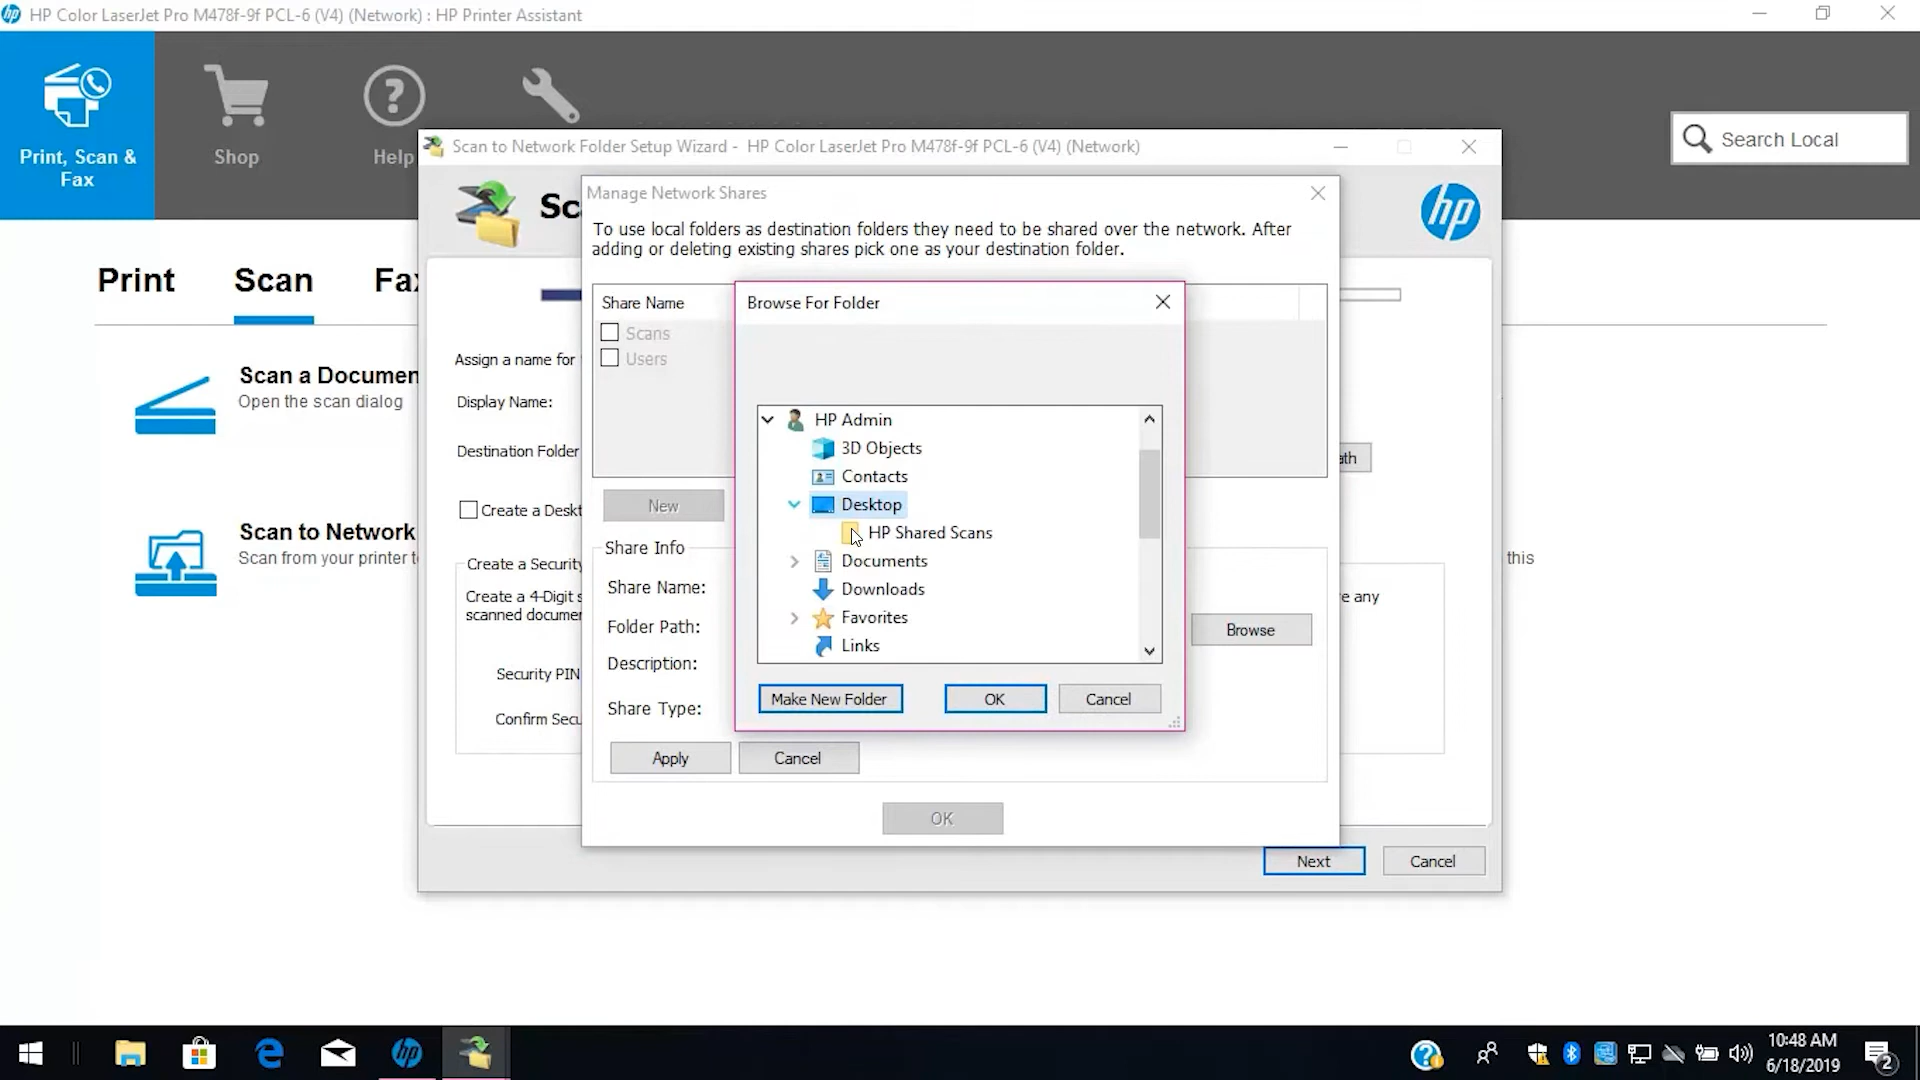 HP Color LaserJet Pro M478f-9f PCL-6 (V4) (Network) : HP Printer Assistant
Print, Scan &
Fax
Shop
Help
Search Local
Print
Scan
Scan a Documen
Open the scan dialog
Scan to Network
Scan from your printer t
this
Scan to Network Folder Setup Wizard - HP Color LaserJet Pro M478f-9f PCL-6 (V4) (Network)
Sc
hp
Assign a name for
Display Name:
Destination Folder
ath
Create a Deskt
Create a Security
Create a 4-Digit s
scanned documen
e any
Security PIN
Confirm Secu
Next
Cancel
Manage Network Shares
To use local folders as destination folders they need to be shared over the network. After
adding or deleting existing shares pick one as your destination folder.
Share Name
Scans
Users
New
Share Info
Share Name:
Folder Path:
Browse
Description:
Share Type:
Apply
Cancel
OK
Browse For Folder
HP Admin
3D Objects
Contacts
Desktop
HP Shared Scans
Documents
Downloads
Favorites
Links
Make New Folder
OK
Cancel
10:48 AM
6/18/2019
2